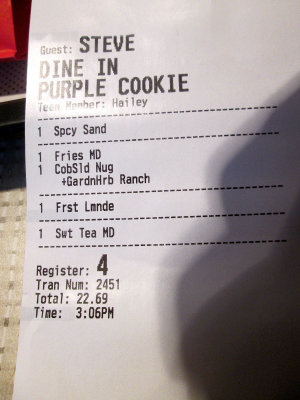 Guest: STEVE
DINE IN
PURPLE COOKIE
Team Member: Hailey
1 Spcy Sand
1 Fries MD
1 CobSld Nug
+GardnHrb Ranch
1 Frst Lmnde
1 Swt Tea MD
Register: 4
Tran Num: 2451
Total: 22.69
Time: 3:06PM